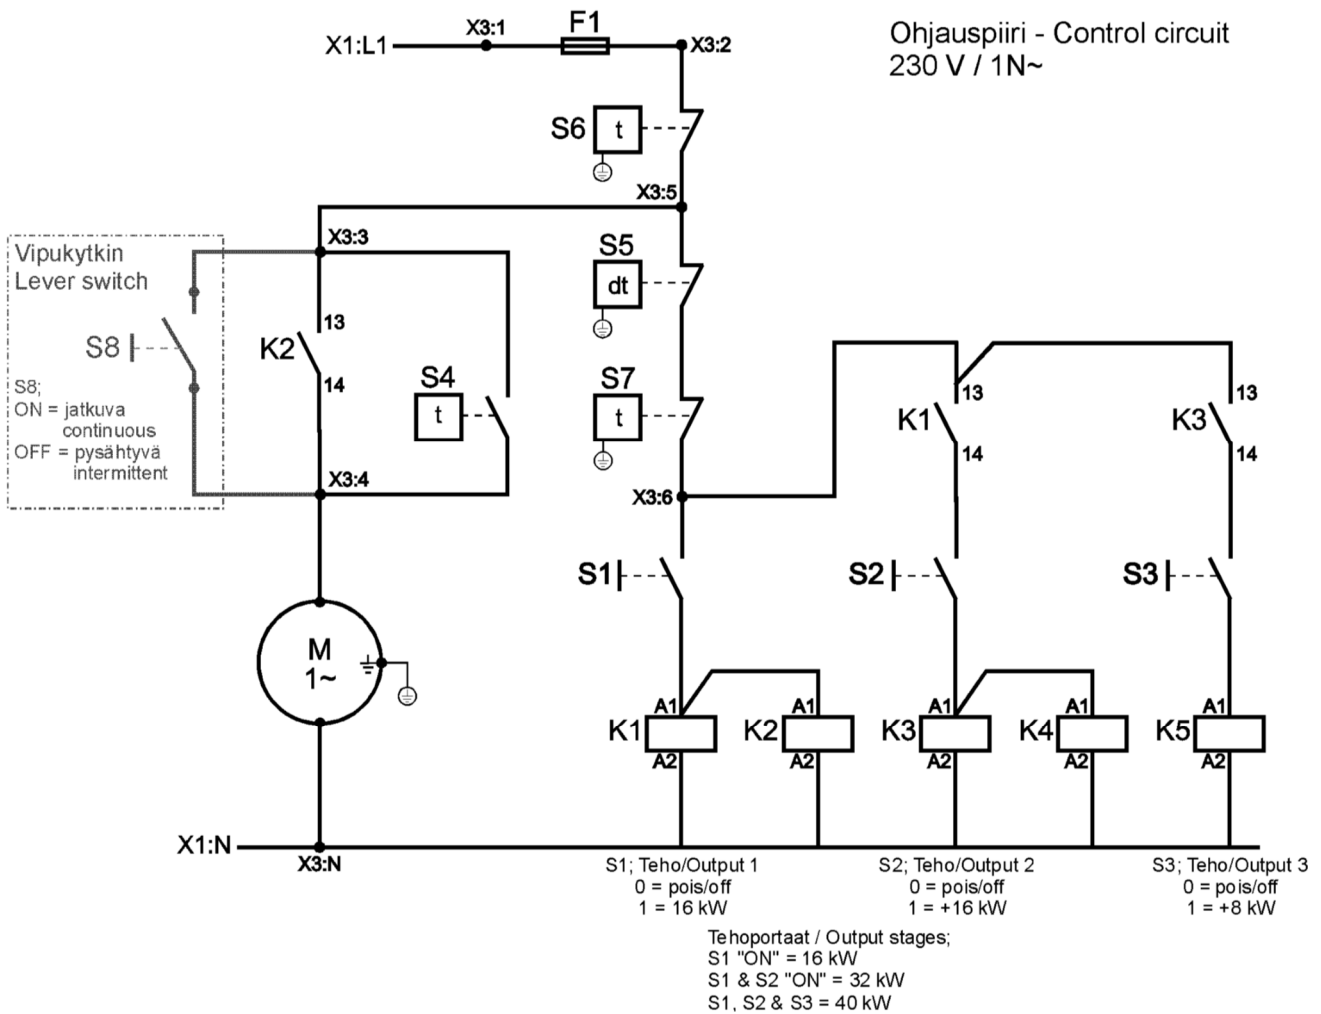 Ohjauspiiri - Control circuit
230 V / 1N~
X1:L1
X3:1
F1
X3:2
S6
t
X3:5
X3:3
Vipukytkin
Lever switch
S8
S8;
ON = jatkuva
continuous
OFF = pysähtyvä
intermittent
13
K2
14
S4
t
X3:4
S5
dt
S7
t
X3:6
13
K1
14
13
K3
14
S1
S2
S3
M
1~
A1
K1
A2
A1
K2
A2
A1
K3
A2
A1
K4
A2
A1
K5
A2
X1:N
X3:N
S1; Teho/Output 1
0 = pois/off
1 = 16 kW
S2; Teho/Output 2
0 = pois/off
1 = +16 kW
S3; Teho/Output 3
0 = pois/off
1 = +8 kW
Tehoportaat / Output stages;
S1 "ON" = 16 kW
S1 & S2 "ON" = 32 kW
S1, S2 & S3 = 40 kW